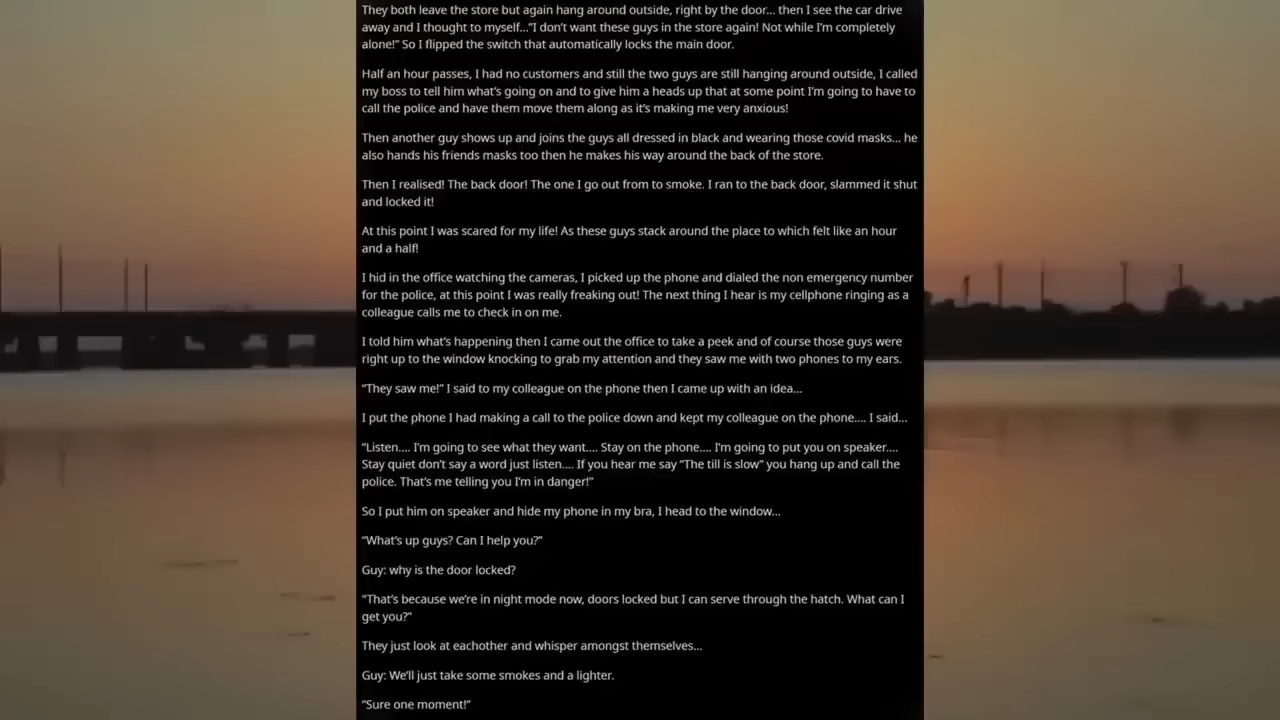 They both leave the store but again hang around outside, right by the door... then I see the car drive
away and I thought to myself..."I don't want these guys in the store again! Not while I'm completely
alone!" So I flipped the switch that automatically locks the main door.
Half an hour passes, I had no customers and still the two guys are still hanging around outside, I called
my boss to tell him what's going on and to give him a heads up that at some point I'm going to have to
call the police and have them move them along as it's making me very anxious!
Then another guy shows up and joins the guys all dressed in black and wearing those covid masks... he
also hands his friends masks too then he makes his way around the back of the store.
Then I realised! The back door! The one I go out from to smoke. I ran to the back door, slammed it shut
and locked it!
At this point I was scared for my life! As these guys stack around the place to which felt like an hour
and a half!
I hid in the office watching the cameras, I picked up the phone and dialed the non emergency number
for the police, at this point I was really freaking out! The next thing I hear is my cellphone ringing as a
colleague calls me to check in on me.
I told him what's happening then I came out the office to take a peek and of course those guys were
right up to the window knocking to grab my attention and they saw me with two phones to my ears.
"They saw me!" I said to my colleague on the phone then I came up with an idea...
I put the phone I had making a call to the police down and kept my colleague on the phone.... I said...
"Listen.... I'm going to see what they want.... Stay on the phone.... I'm going to put you on speaker....
Stay quiet don't say a word just listen.... If you hear me say "The till is slow" you hang up and call the
police. That's me telling you I'm in danger!"
So I put him on speaker and hide my phone in my bra, I head to the window...
"What's up guys? Can I help you?"
Guy: why is the door locked?
"That's because we're in night mode now, doors locked but I can serve through the hatch. What can I
get you?"
They just look at eachother and whisper amongst themselves...
Guy: We'll just take some smokes and a lighter.
"Sure one moment!"